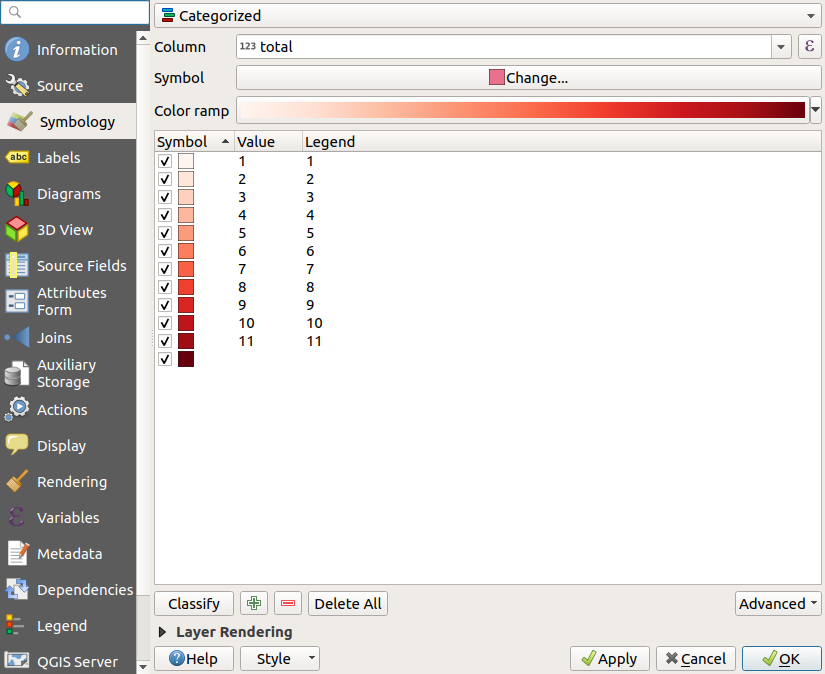 Categorized
Column
123 total
ε
Symbol
Change...
Color ramp
Information
Source
Symbology
abc Labels
Diagrams
3D View
Source Fields
Attributes
Form
Joins
Auxiliary
Storage
Actions
Display
Rendering
ε Variables
Metadata
Dependencies
Legend
QGIS Server
Symbol Value Legend
1 1
2 2
3 3
4 4
5 5
6 6
7 7
8 8
9 9
10 10
11 11
Classify Delete All Advanced
Layer Rendering
Help Style Apply Cancel OK